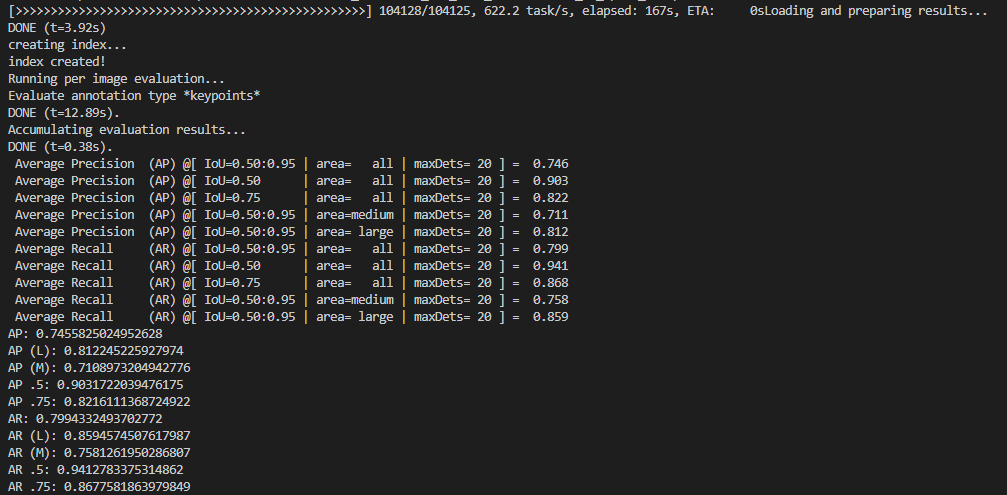 [>>>>>>>>>>>>>>>>>>>>>>>>>>>>>>>>>>>>>>>>>>>>>>>>>>] 104128/104125, 622.2 task/s, elapsed: 167s, ETA:     0sLoading and preparing results...
DONE (t=3.92s)
creating index...
index created!
Running per image evaluation...
Evaluate annotation type *keypoints*
DONE (t=12.89s).
Accumulating evaluation results...
DONE (t=0.38s).
 Average Precision  (AP) @[ IoU=0.50:0.95 | area=   all | maxDets= 20 ] =  0.746
 Average Precision  (AP) @[ IoU=0.50      | area=   all | maxDets= 20 ] =  0.903
 Average Precision  (AP) @[ IoU=0.75      | area=   all | maxDets= 20 ] =  0.822
 Average Precision  (AP) @[ IoU=0.50:0.95 | area=medium | maxDets= 20 ] =  0.711
 Average Precision  (AP) @[ IoU=0.50:0.95 | area= large | maxDets= 20 ] =  0.812
 Average Recall     (AR) @[ IoU=0.50:0.95 | area=   all | maxDets= 20 ] =  0.799
 Average Recall     (AR) @[ IoU=0.50      | area=   all | maxDets= 20 ] =  0.941
 Average Recall     (AR) @[ IoU=0.75      | area=   all | maxDets= 20 ] =  0.868
 Average Recall     (AR) @[ IoU=0.50:0.95 | area=medium | maxDets= 20 ] =  0.758
 Average Recall     (AR) @[ IoU=0.50:0.95 | area= large | maxDets= 20 ] =  0.859
AP: 0.7455825024952628
AP (L): 0.812245225927974
AP (M): 0.7108973204942776
AP .5: 0.9031722039476175
AP .75: 0.8216111368724922
AR: 0.7994332493702772
AR (L): 0.8594574507617987
AR (M): 0.7581261950286807
AR .5: 0.9412783375314862
AR .75: 0.8677581863979849